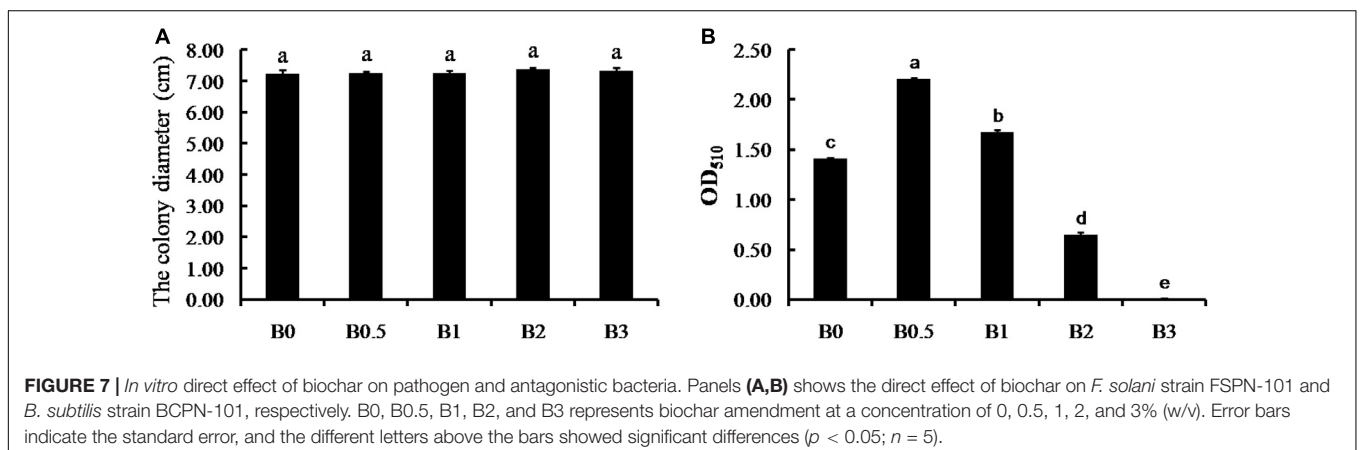 A
The colony diameter (cm)
8.00
7.00
6.00
5.00
4.00
3.00
2.00
1.00
0.00
a a a a a
B0 B0.5 B1 B2 B3
B
OD510
2.50
2.00
1.50
1.00
0.50
0.00
c a b d e
B0 B0.5 B1 B2 B3
FIGURE 7 | In vitro direct effect of biochar on pathogen and antagonistic bacteria. Panels (A,B) shows the direct effect of biochar on F. solani strain FSPN-101 and
B. subtilis strain BCPN-101, respectively. B0, B0.5, B1, B2, and B3 represents biochar amendment at a concentration of 0, 0.5, 1, 2, and 3% (w/v). Error bars
indicate the standard error, and the different letters above the bars showed significant differences (p < 0.05; n = 5).